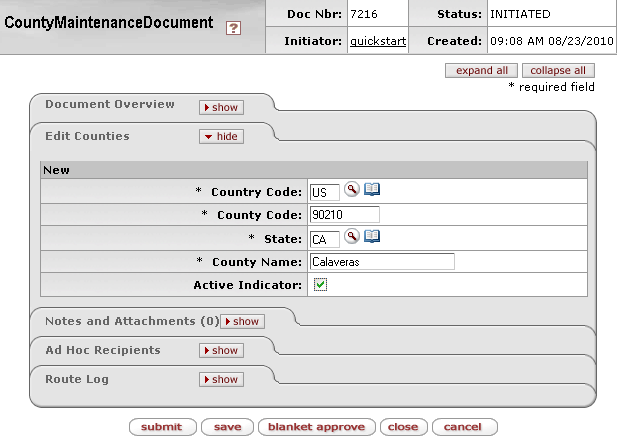 CountyMaintenanceDocument ?
Doc Nbr: 7216 Status: INITIATED
Initiator: quickstart Created: 09:08 AM 08/23/2010
expand all collapse all
* required field
Document Overview show
Edit Counties hide
New
* Country Code: US
* County Code: 90210
* State: CA
* County Name: Calaveras
Active Indicator:
Notes and Attachments (0) show
Ad Hoc Recipients show
Route Log show
submit save blanket approve close cancel